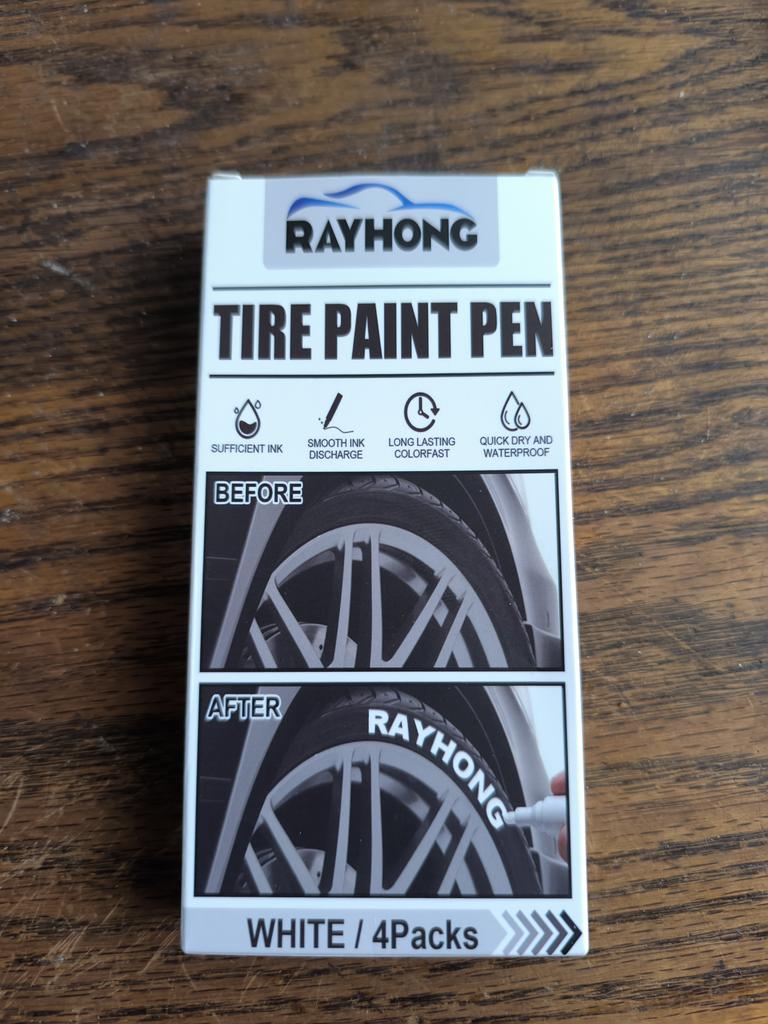 RAYHONG
TIRE PAINT PEN
SUFFICIENT INK
SMOOTH INK
DISCHARGE
LONG LASTING
COLORFAST
QUICK DRY AND
WATERPROOF
BEFORE
AFTER
RAYHONG
WHITE / 4Packs